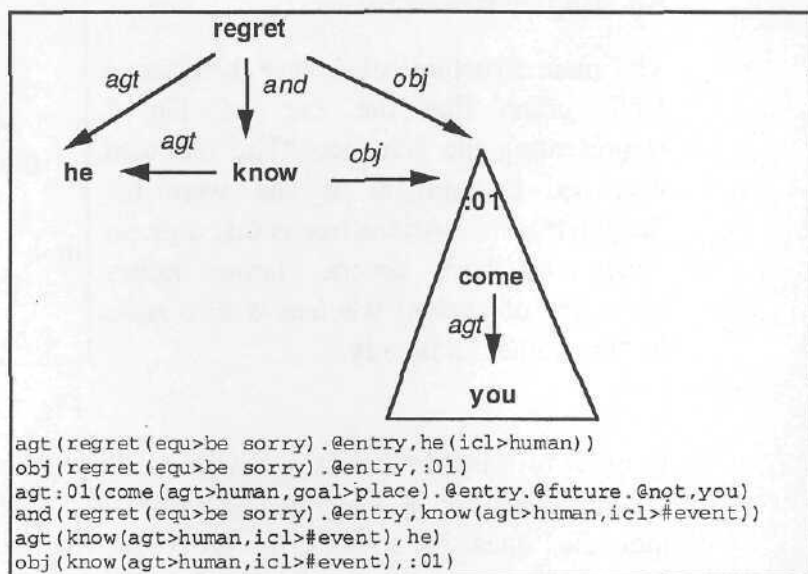 regret
agt
and
obj
he
agt
know
obj
:01
come
agt
you
agt(regret(equ>be sorry).@entry,he(icl>human))
obj(regret(equ>be sorry).@entry,:01)
agt:01(come(agt>human,goal>place).@entry.@future.@not,you)
and(regret(equ>be sorry).@entry,know(agt>human,icl>#event))
agt(know(agt>human,icl>#event),he)
obj(know(agt>human,icl>#event),:01)